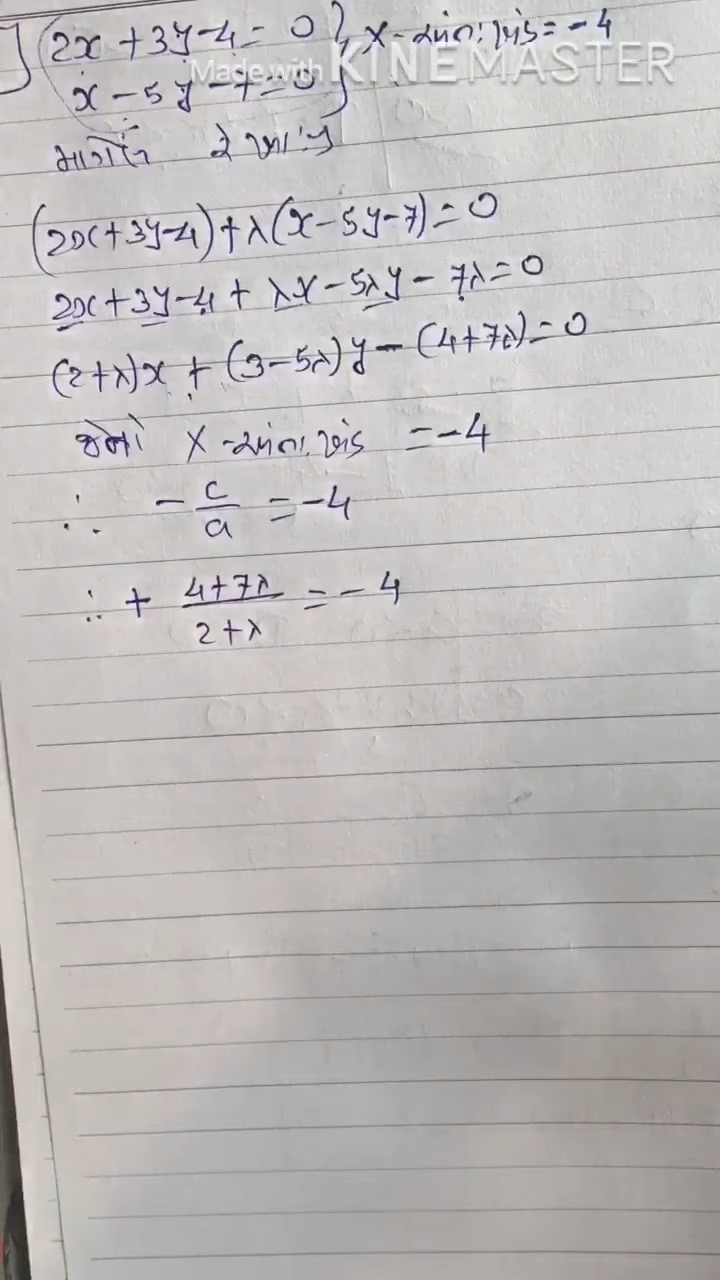 2x + 3y - 4 = 0 } x-અંતઃખંડ = -4
Made with KINEMASTER
x - 5y - 7 = 0
(2x+3y-4)+λ(x-5y-7)=0
2x+3y-4 + λx-5λy - 7λ=0
(2+λ)x + (3-5λ)y - (4+7λ)=0
જેનો x-અંતઃખંડ = -4
∴ - c/a = -4
∴ + 4+7λ/2+λ = -4